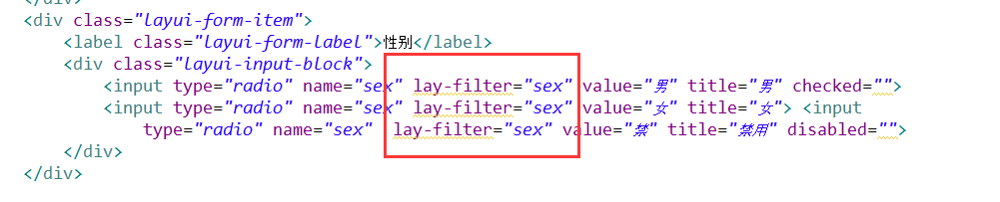 </div>
<div class="layui-form-item">
<label class="layui-form-label">性别</label>
<div class="layui-input-block">
<input type="radio" name="sex" lay-filter="sex" value="男" title="男" checked="">
<input type="radio" name="sex" lay-filter="sex" value="女" title="女"> <input
type="radio" name="sex" lay-filter="sex" value="禁" title="禁用" disabled="">
</div>
</div>